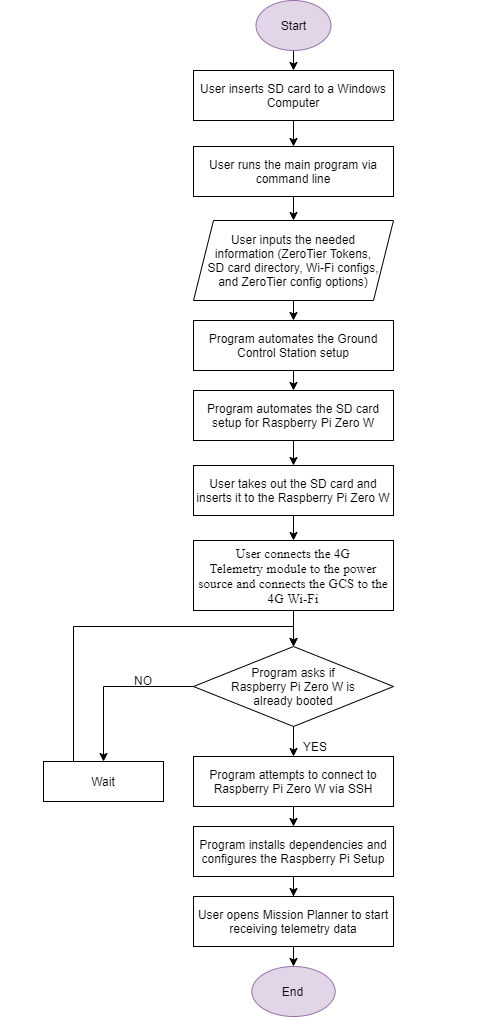 Start
User inserts SD card to a Windows
Computer
User runs the main program via
command line
User inputs the needed
information (ZeroTier Tokens,
SD card directory, Wi-Fi configs,
and ZeroTier config options)
Program automates the Ground
Control Station setup
Program automates the SD card
setup for Raspberry Pi Zero W
User takes out the SD card and
inserts it to the Raspberry Pi Zero W
User connects the 4G
Telemetry module to the power
source and connects the GCS to the
4G Wi-Fi
Program asks if
Raspberry Pi Zero W is
already booted
NO
Wait
YES
Program attempts to connect to
Raspberry Pi Zero W via SSH
Program installs dependencies and
configures the Raspberry Pi Setup
User opens Mission Planner to start
receiving telemetry data
End